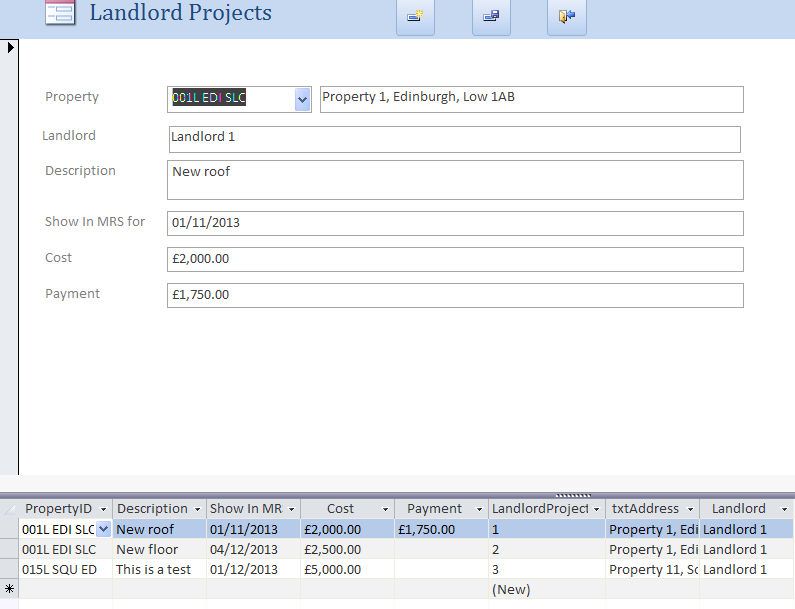 Landlord Projects
Property 001L EDI SLC Property 1, Edinburgh, Low 1AB
Landlord Landlord 1
Description New roof
Show In MRS for 01/11/2013
Cost £2,000.00
Payment £1,750.00
PropertyID Description Show In MR Cost Payment LandlordProject txtAddress Landlord
001L EDI SLC New roof 01/11/2013 £2,000.00 £1,750.00 1 Property 1, Edi Landlord 1
001L EDI SLC New floor 04/12/2013 £2,500.00 2 Property 1, Edi Landlord 1
015L SQU ED This is a test 01/12/2013 £5,000.00 3 Property 11, Sc Landlord 1
(New)